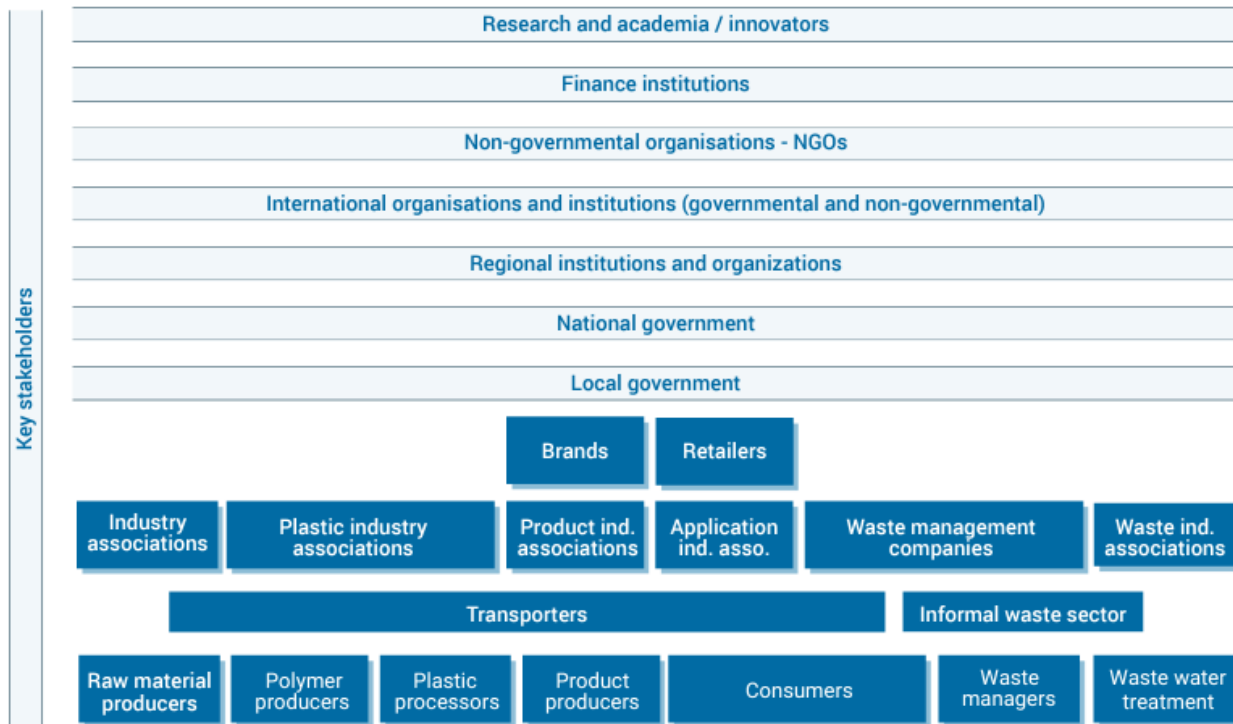 Key stakeholders
Research and academia / innovators
Finance institutions
Non-governmental organisations - NGOs
International organisations and institutions (governmental and non-governmental)
Regional institutions and organizations
National government
Local government
Brands
Retailers
Industry
associations
Plastic industry
associations
Product ind.
associations
Application
ind. asso.
Waste management
companies
Waste ind.
associations
Transporters
Informal waste sector
Raw material
producers
Polymer
producers
Plastic
processors
Product
producers
Consumers
Waste
managers
Waste water
treatment